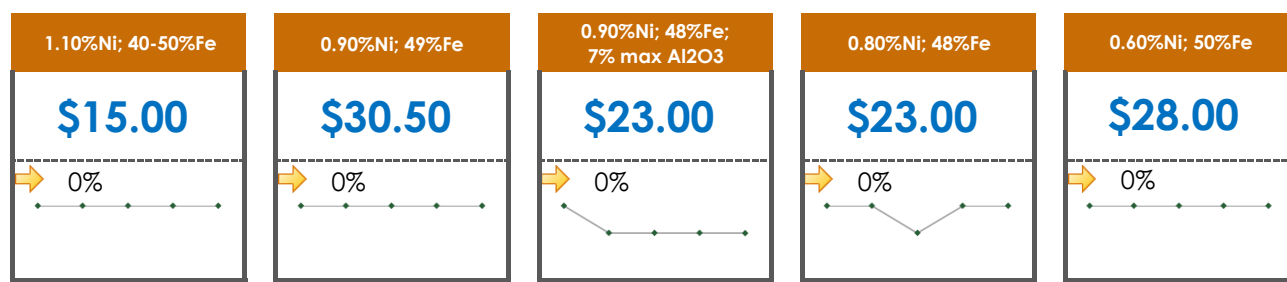 1.10%Ni; 40-50%Fe
$15.00
0%
0.90%Ni; 49%Fe
$30.50
0%
0.90%Ni; 48%Fe;
7% max Al2O3
$23.00
0%
0.80%Ni; 48%Fe
$23.00
0%
0.60%Ni; 50%Fe
$28.00
0%